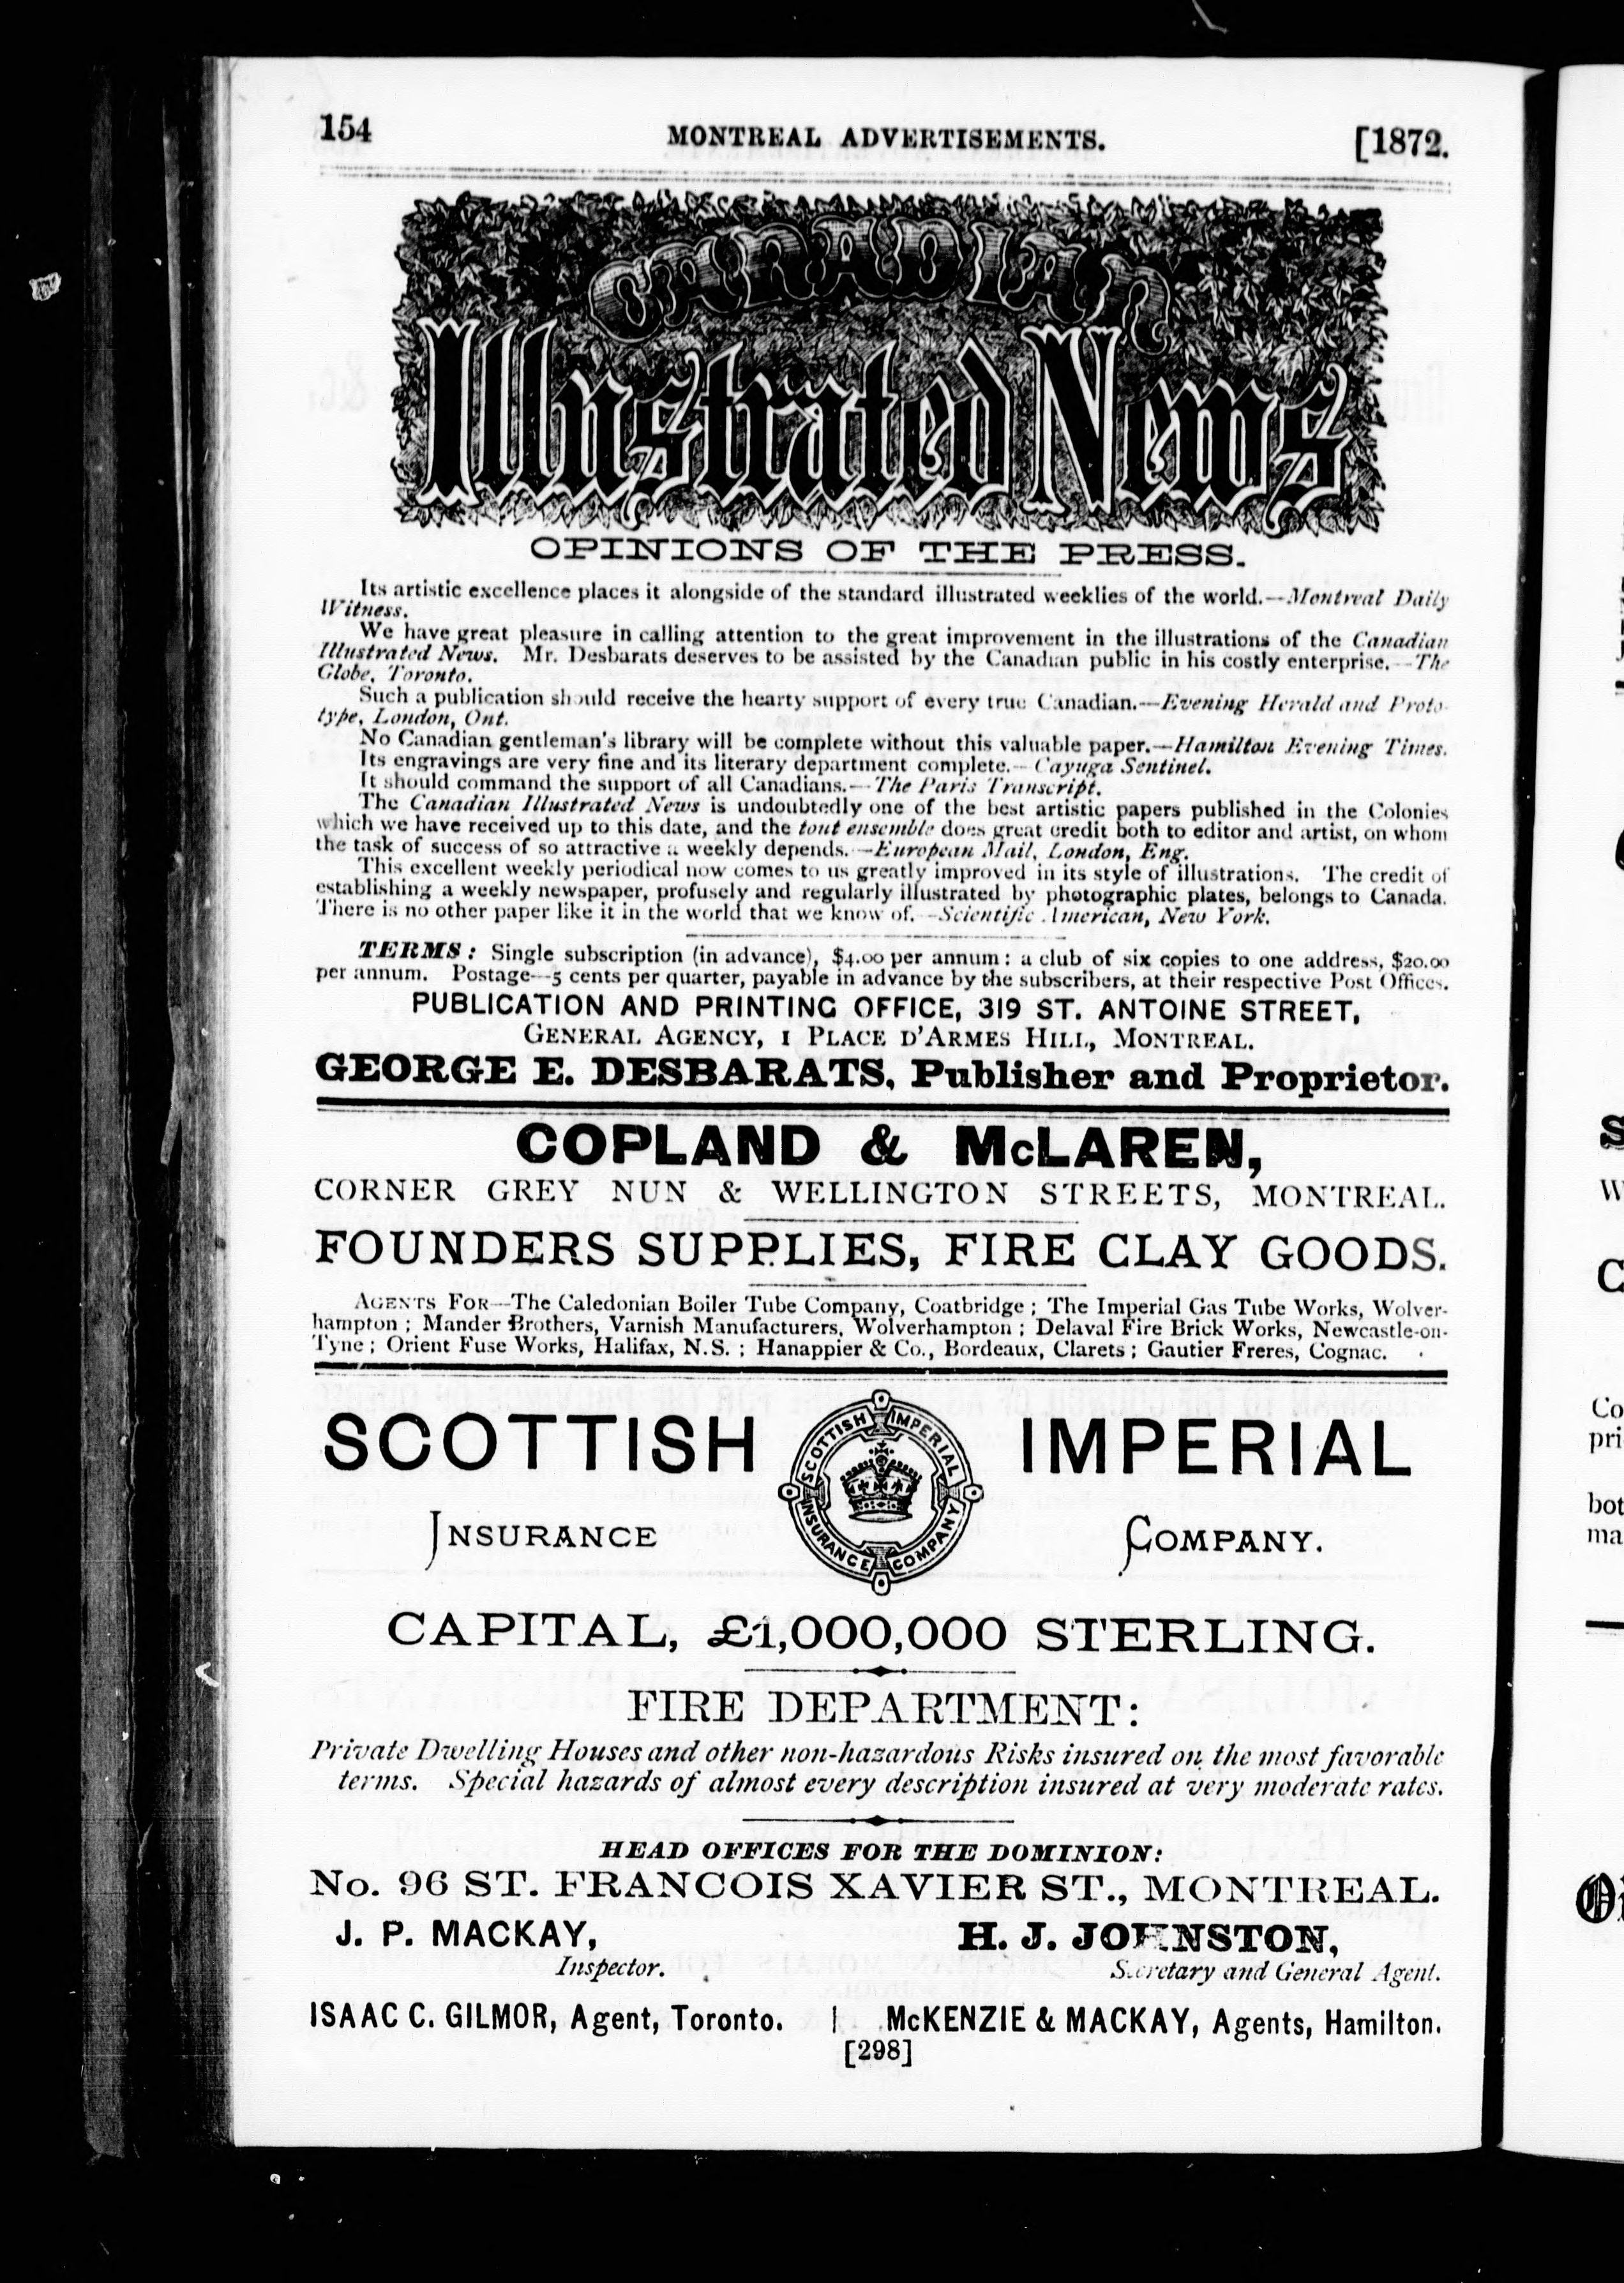 154 MONTREAL ADVERTISEMENTS. [1872.
CANADIAN
Illustrated News
OPINIONS OF THE PRESS.
Its artistic excellence places it alongside of the standard illustrated weeklies of the world.—Montreal Daily
Witness.
We have great pleasure in calling attention to the great improvement in the illustrations of the Canadian
Illustrated News. Mr. Desbarats deserves to be assisted by the Canadian public in his costly enterprise.—The
Globe, Toronto.
Such a publication should receive the hearty support of every true Canadian.—Evening Herald and Proto-
type, London, Ont.
No Canadian gentleman's library will be complete without this valuable paper.—Hamilton Evening Times.
Its engravings are very fine and its literary department complete.—Cayuga Sentinel.
It should command the support of all Canadians.—The Paris Transcript.
The Canadian Illustrated News is undoubtedly one of the best artistic papers published in the Colonies
which we have received up to this date, and the tout ensemble does great credit both to editor and artist, on whom
the task of success of so attractive a weekly depends.—European Mail, London, Eng.
This excellent weekly periodical now comes to us greatly improved in its style of illustrations. The credit of
establishing a weekly newspaper, profusely and regularly illustrated by photographic plates, belongs to Canada.
There is no other paper like it in the world that we know of.—Scientific American, New York.
TERMS: Single subscription (in advance), $4.00 per annum: a club of six copies to one address, $20.00
per annum. Postage—5 cents per quarter, payable in advance by the subscribers, at their respective Post Offices.
PUBLICATION AND PRINTING OFFICE, 319 ST. ANTOINE STREET,
GENERAL AGENCY, 1 PLACE D'ARMES HILL, MONTREAL.
GEORGE E. DESBARATS, Publisher and Proprietor.
COPLAND & McLAREN,
CORNER GREY NUN & WELLINGTON STREETS, MONTREAL.
FOUNDERS SUPPLIES, FIRE CLAY GOODS.
AGENTS FOR—The Caledonian Boiler Tube Company, Coatbridge; The Imperial Gas Tube Works, Wolver-
hampton; Mander Brothers, Varnish Manufacturers, Wolverhampton; Delaval Fire Brick Works, Newcastle-on-
Tyne; Orient Fuse Works, Halifax, N.S.; Hanappier & Co., Bordeaux, Clarets; Gautier Freres, Cognac.
SCOTTISH IMPERIAL
INSURANCE COMPANY.
SCOTTISH IMPERIAL INSURANCE COMPANY
CAPITAL, £1,000,000 STERLING.
FIRE DEPARTMENT:
Private Dwelling Houses and other non-hazardous Risks insured on the most favorable
terms. Special hazards of almost every description insured at very moderate rates.
HEAD OFFICES FOR THE DOMINION:
No. 96 ST. FRANCOIS XAVIER ST., MONTREAL.
J. P. MACKAY, H. J. JOHNSTON,
Inspector. Secretary and General Agent.
ISAAC C. GILMOR, Agent, Toronto. | McKENZIE & MACKAY, Agents, Hamilton.
[298]